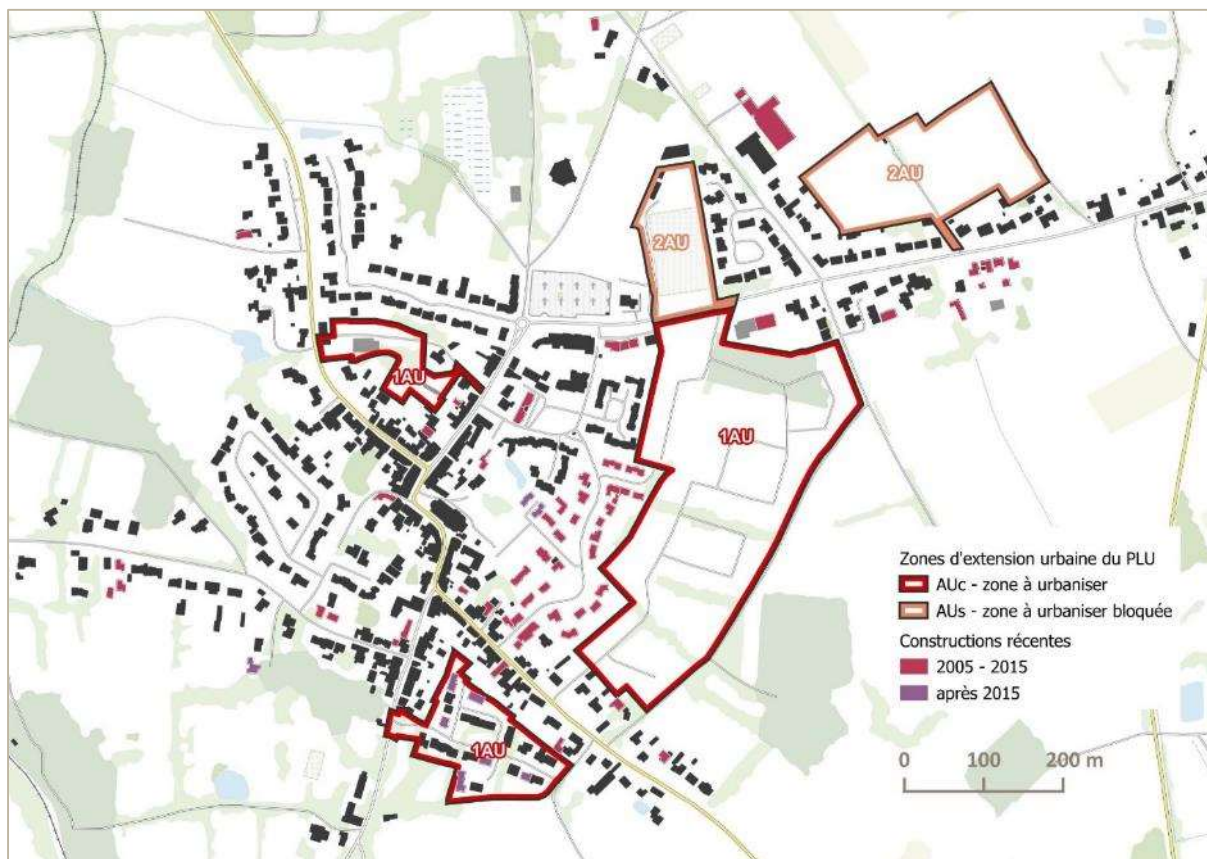 2AU
2AU
1AU
1AU
1AU
Zones d'extension urbaine du PLU
AUc - zone à urbaniser
AUs - zone à urbaniser bloquée
Constructions récentes
2005 - 2015
après 2015
0 100 200 m